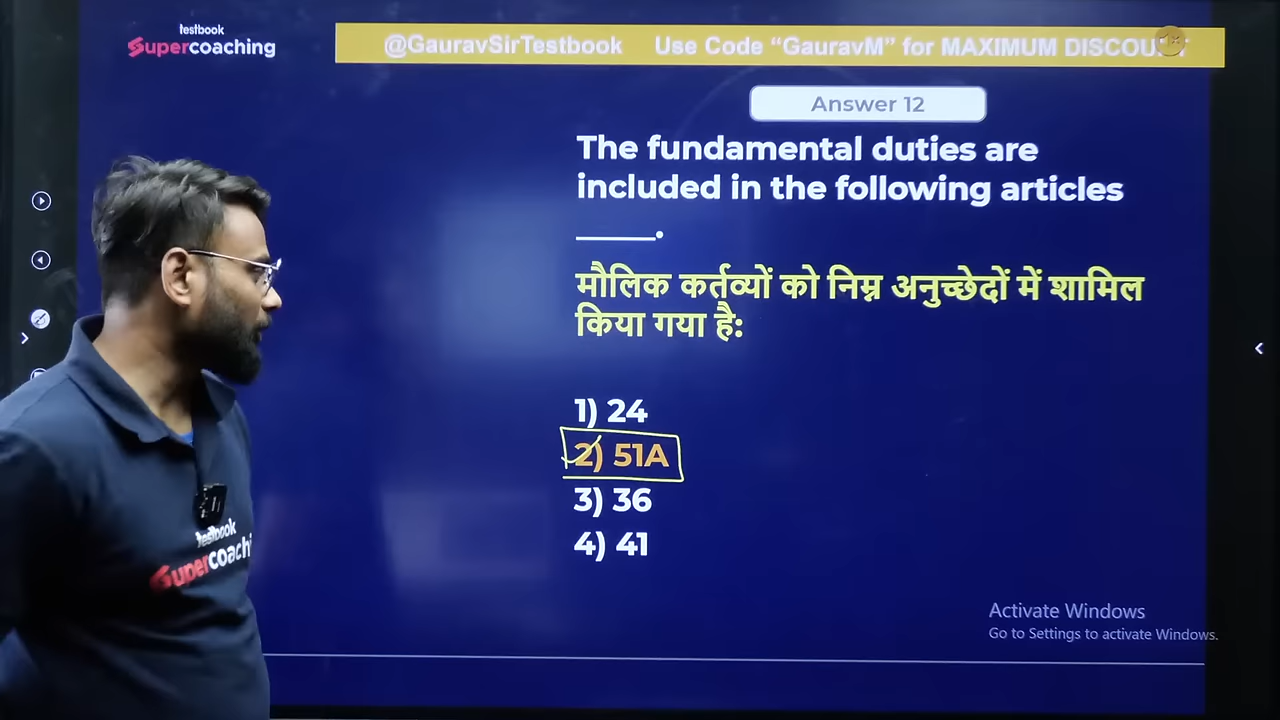 testbook
Supercoaching
@GauravSirTestbook Use Code “GauravM” for MAXIMUM DISCOUNT
Answer 12
The fundamental duties are
included in the following articles
_____.
मौलिक कर्तव्यों को निम्न अनुच्छेदों में शामिल
किया गया है:
1) 24
2) 51A
3) 36
4) 41
testbook
Supercoachi
Activate Windows
Go to Settings to activate Windows.